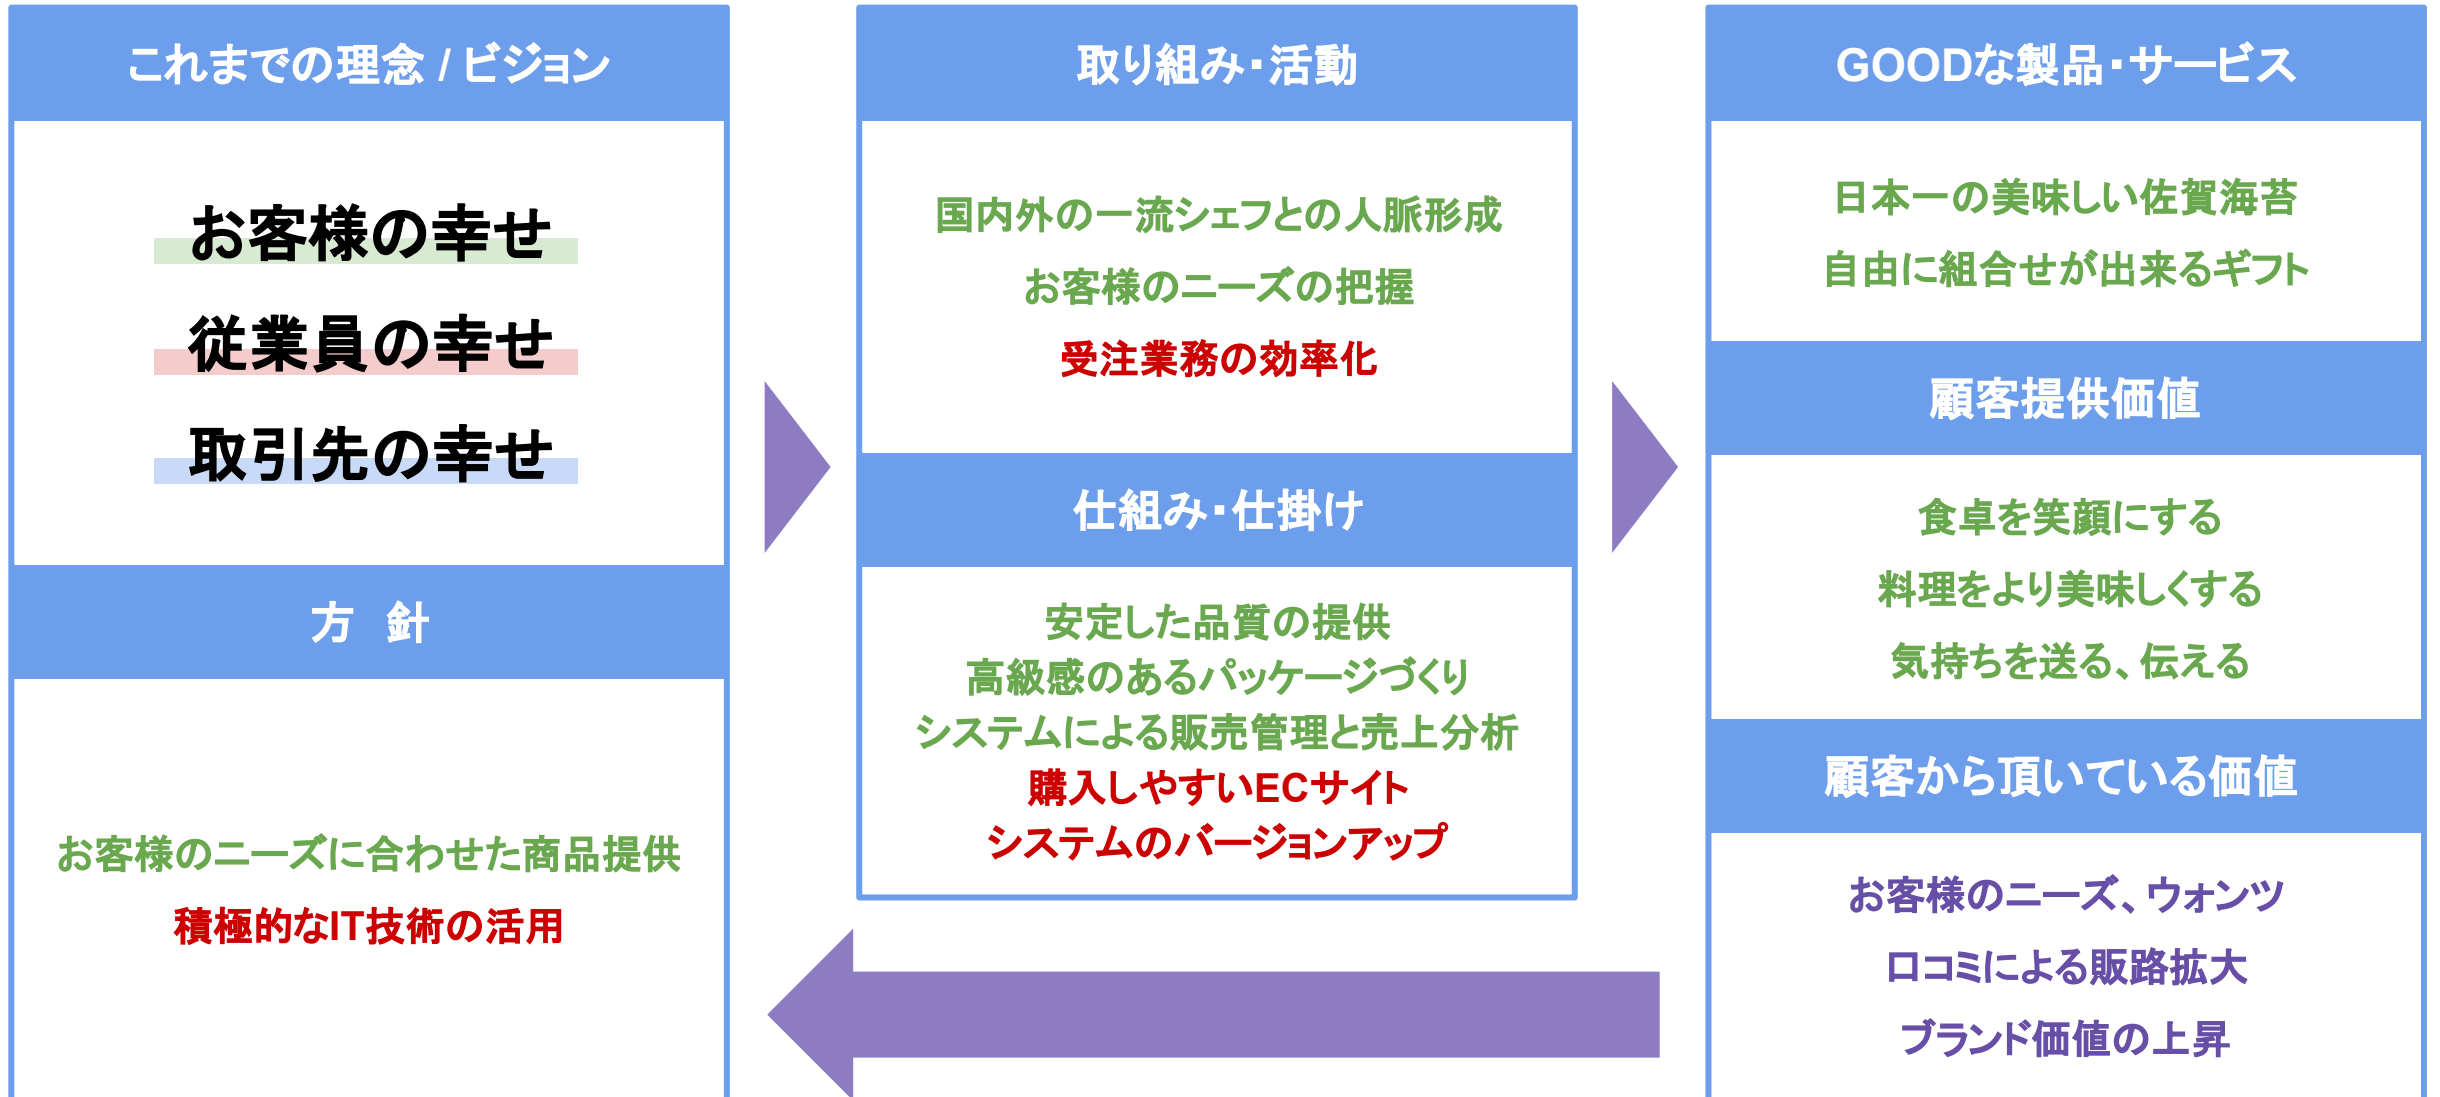 これまでの理念 / ビジョン
お客様の幸せ
従業員の幸せ
取引先の幸せ
方　針
お客様のニーズに合わせた商品提供
積極的なIT技術の活用
取り組み・活動
国内外の一流シェフとの人脈形成
お客様のニーズの把握
受注業務の効率化
仕組み・仕掛け
安定した品質の提供
高級感のあるパッケージづくり
システムによる販売管理と売上分析
購入しやすいECサイト
システムのバージョンアップ
GOODな製品・サービス
日本一の美味しい佐賀海苔
自由に組合せが出来るギフト
顧客提供価値
食卓を笑顔にする
料理をより美味しくする
気持ちを送る、伝える
顧客から頂いている価値
お客様のニーズ、ウォンツ
口コミによる販路拡大
ブランド価値の上昇